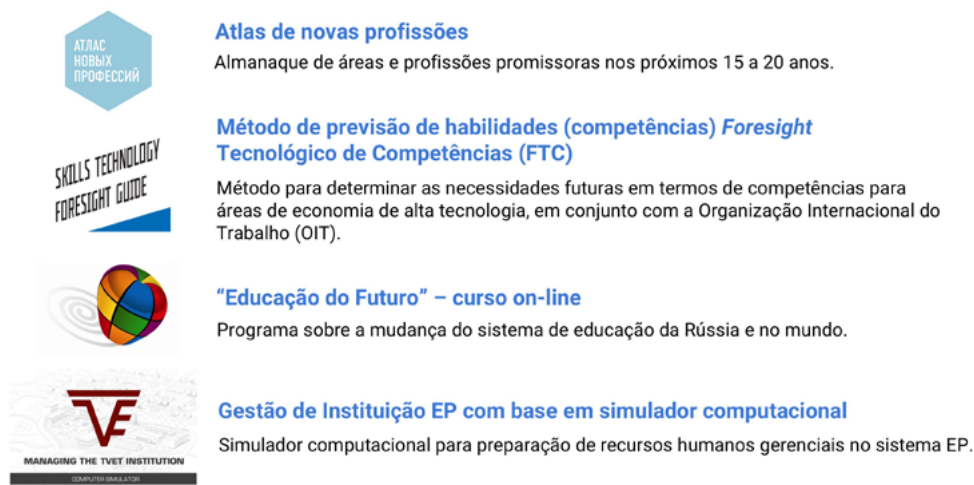 АТЛАС
НОВЫХ
ПРОФЕССИЙ
Atlas de novas profissões
Almanaque de áreas e profissões promissoras nos próximos 15 a 20 anos.
SKILLS TECHNOLOGY
FORESIGHT GUIDE
Método de previsão de habilidades (competências) Foresight
Tecnológico de Competências (FTC)
Método para determinar as necessidades futuras em termos de competências para
áreas de economia de alta tecnologia, em conjunto com a Organização Internacional do
Trabalho (OIT).
“Educação do Futuro” – curso on-line
Programa sobre a mudança do sistema de educação da Rússia e no mundo.
MANAGING THE TVET INSTITUTION
COMPUTER SIMULATOR
Gestão de Instituição EP com base em simulador computacional
Simulador computacional para preparação de recursos humanos gerenciais no sistema EP.